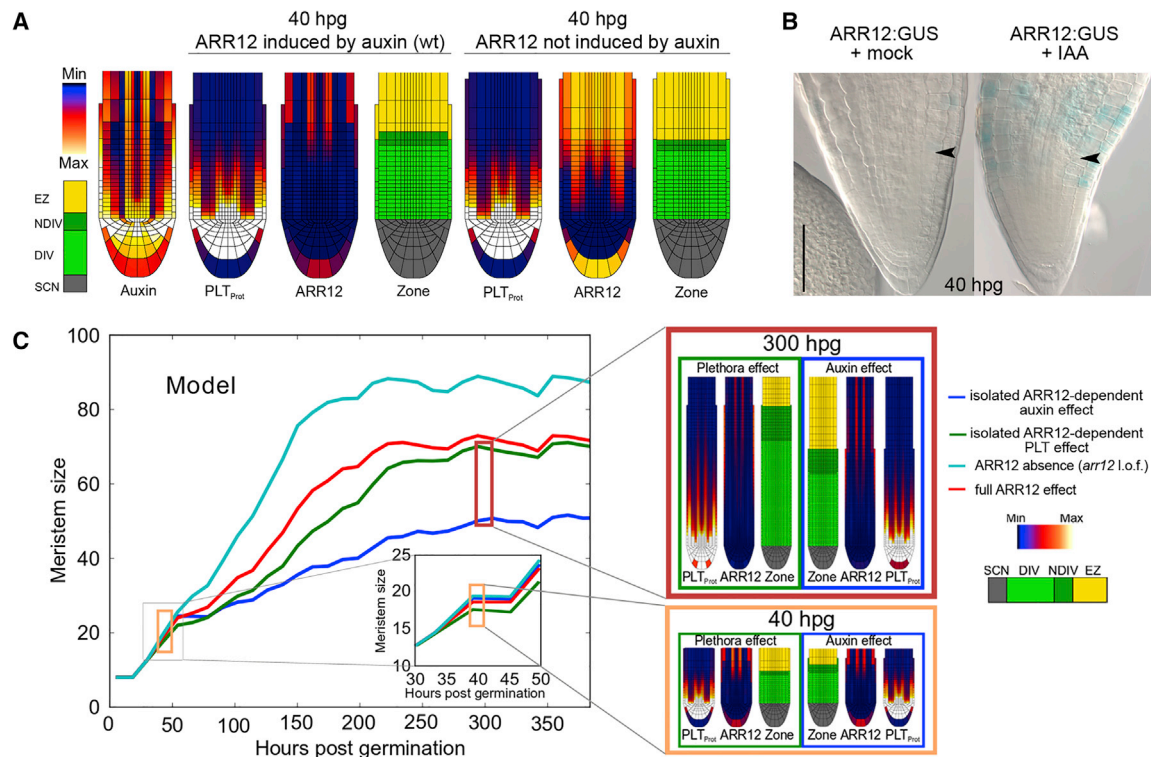 A
40 hpg
ARR12 induced by auxin (wt)
40 hpg
ARR12 not induced by auxin
Min
Max
EZ
NDIV
DIV
SCN
Auxin
PLTProt
ARR12
Zone
PLTProt
ARR12
Zone
B
ARR12:GUS
+ mock
ARR12:GUS
+ IAA
40 hpg
C
Model
Meristem size
100
80
60
40
20
0
0
50
100
150
200
250
300
350
Hours post germination
Meristem size
25
20
15
10
30
35
40
45
50
Hours post germination
300 hpg
Plethora effect
Auxin effect
PLTProt ARR12 Zone
Zone ARR12 PLTProt
40 hpg
Plethora effect
Auxin effect
PLTProt ARR12 Zone
Zone ARR12 PLTProt
isolated ARR12-dependent
auxin effect
isolated ARR12-dependent
PLT effect
ARR12 absence (arr12 l.o.f.)
full ARR12 effect
Min Max
SCN DIV NDIV EZ